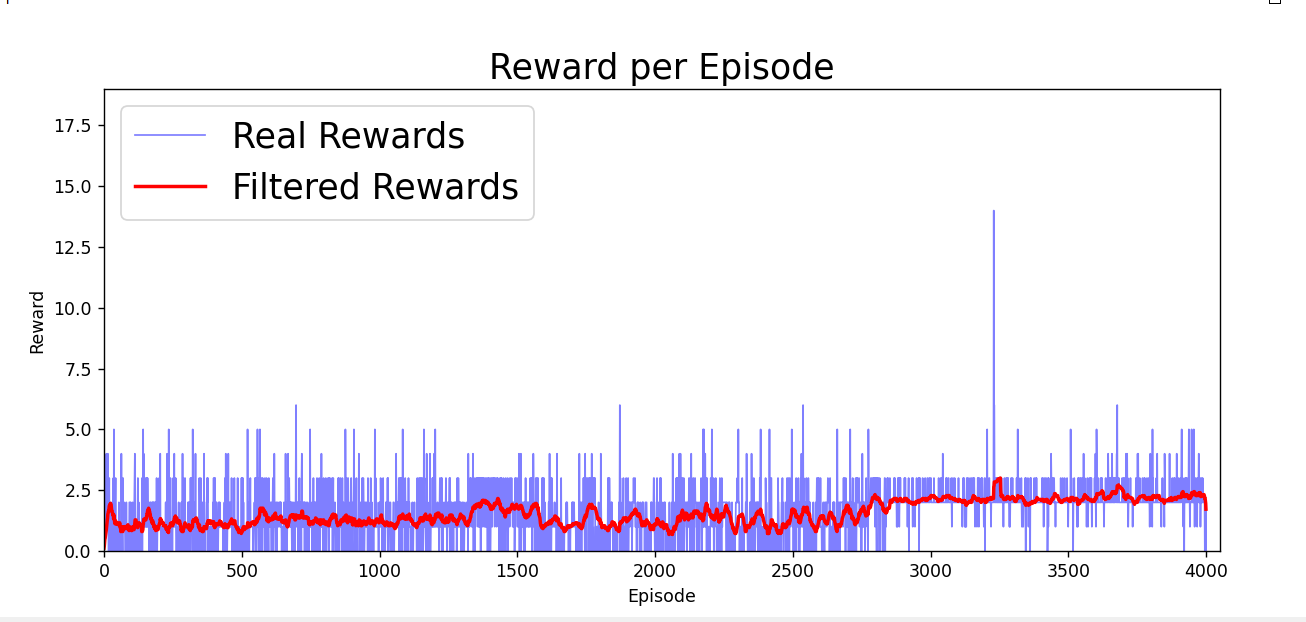 Reward per Episode
Real Rewards
Filtered Rewards
17.5
15.0
12.5
10.0
7.5
5.0
2.5
0.0
Reward
0 500 1000 1500 2000 2500 3000 3500 4000
Episode